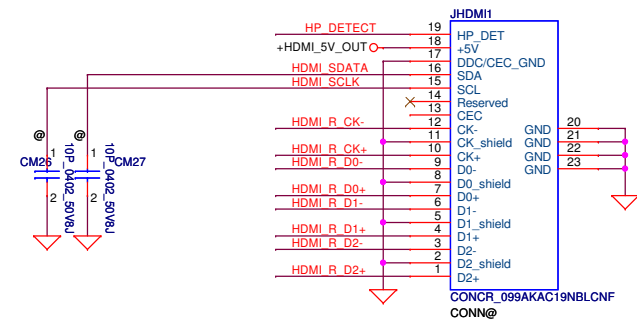 JHDMI1
HP_DETECT 19 HP_DET
+HDMI_5V_OUT 18 +5V
17 DDC/CEC_GND
HDMI_SDATA 16 SDA
HDMI_SCLK 15 SCL
14 Reserved
13 CEC
HDMI_R_CK- 12 CK- GND 20
11 CK_shield GND 21
HDMI_R_CK+ 10 CK+ GND 22
HDMI_R_D0- 9 D0- GND 23
8 D0_shield
HDMI_R_D0+ 7 D0+
HDMI_R_D1- 6 D1-
5 D1_shield
HDMI_R_D1+ 4 D1+
HDMI_R_D2- 3 D2-
2 D2_shield
HDMI_R_D2+ 1 D2+
CONCR_099AKAC19NBLCNF
CONN@
@ @
1 1
CM26 CM27
10P_0402_50V8J 10P_0402_50V8J
2 2